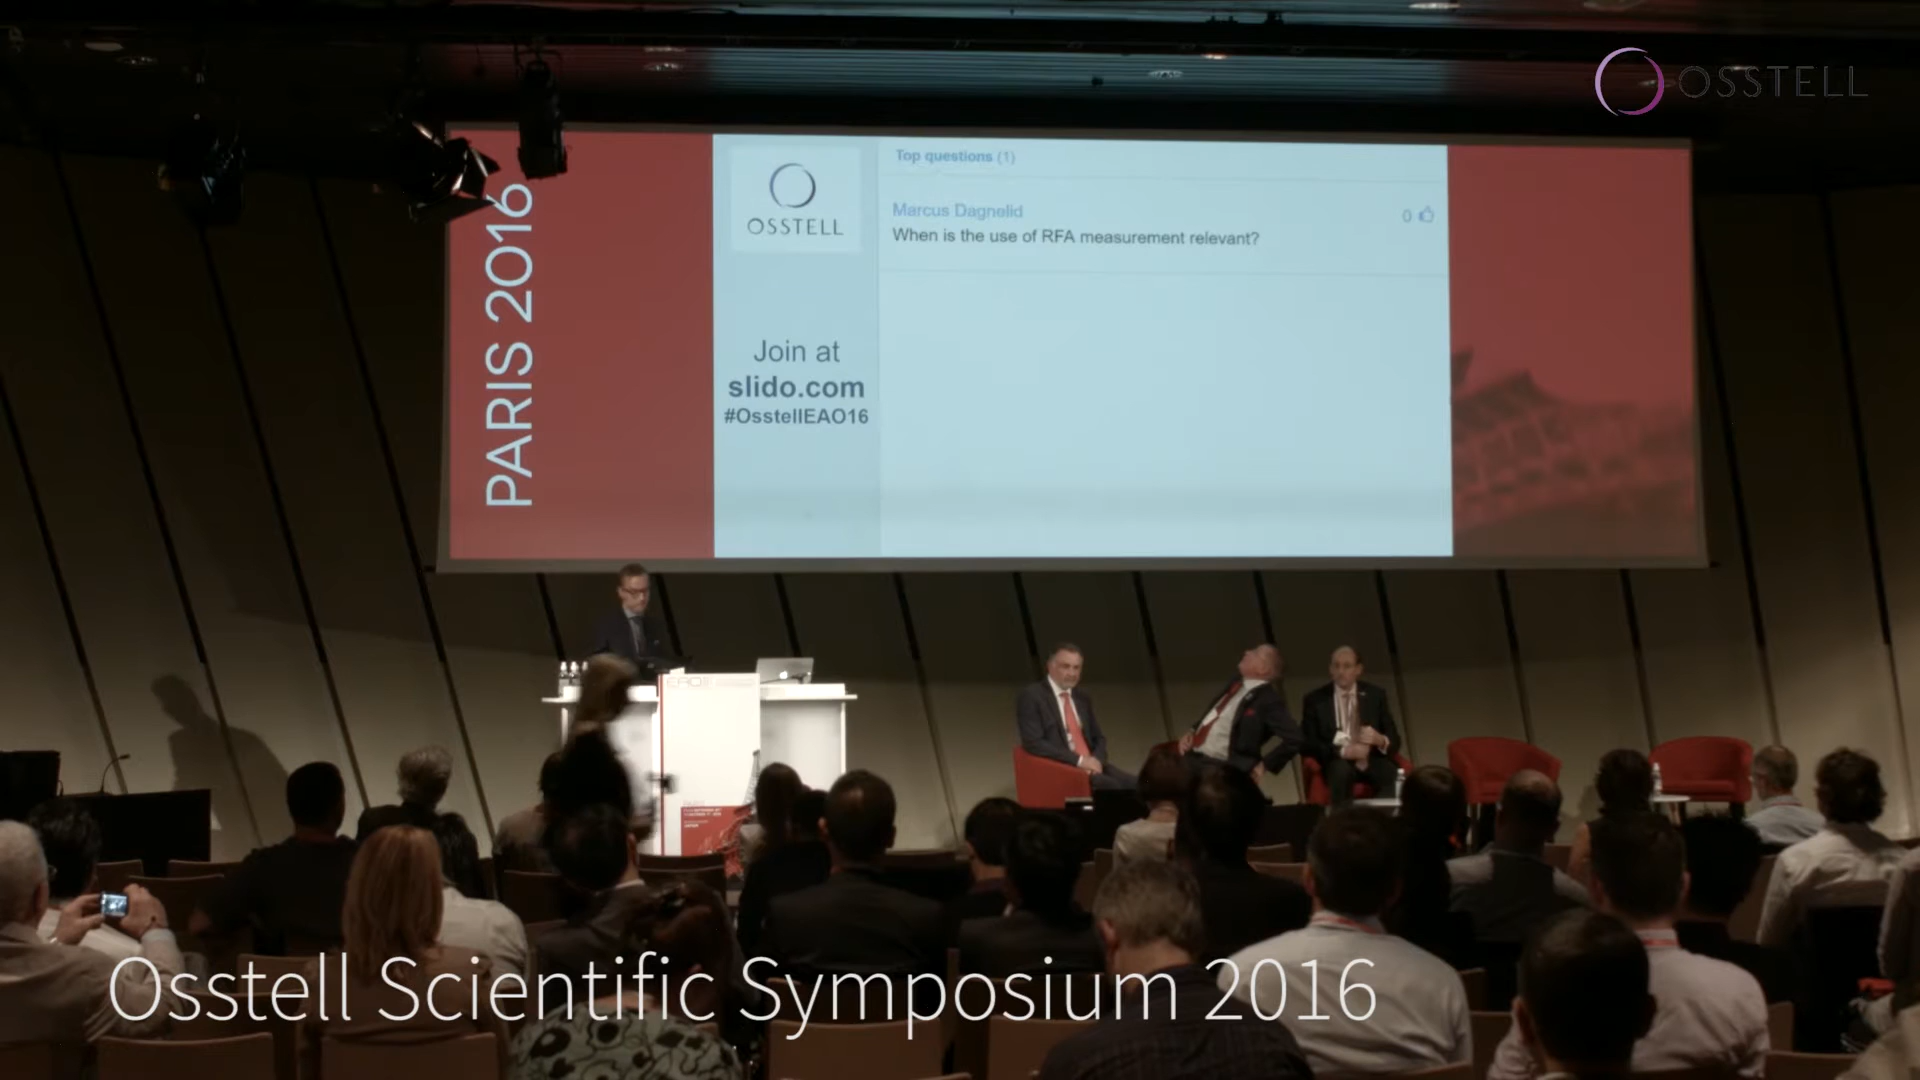 OSSTELL
PARIS 2016
OSSTELL
Join at
slido.com
#OsstellEAO16
Top questions (1)
Marcus Dagnelid
0
When is the use of RFA measurement relevant?
EAO
Osstell Scientific Symposium 2016